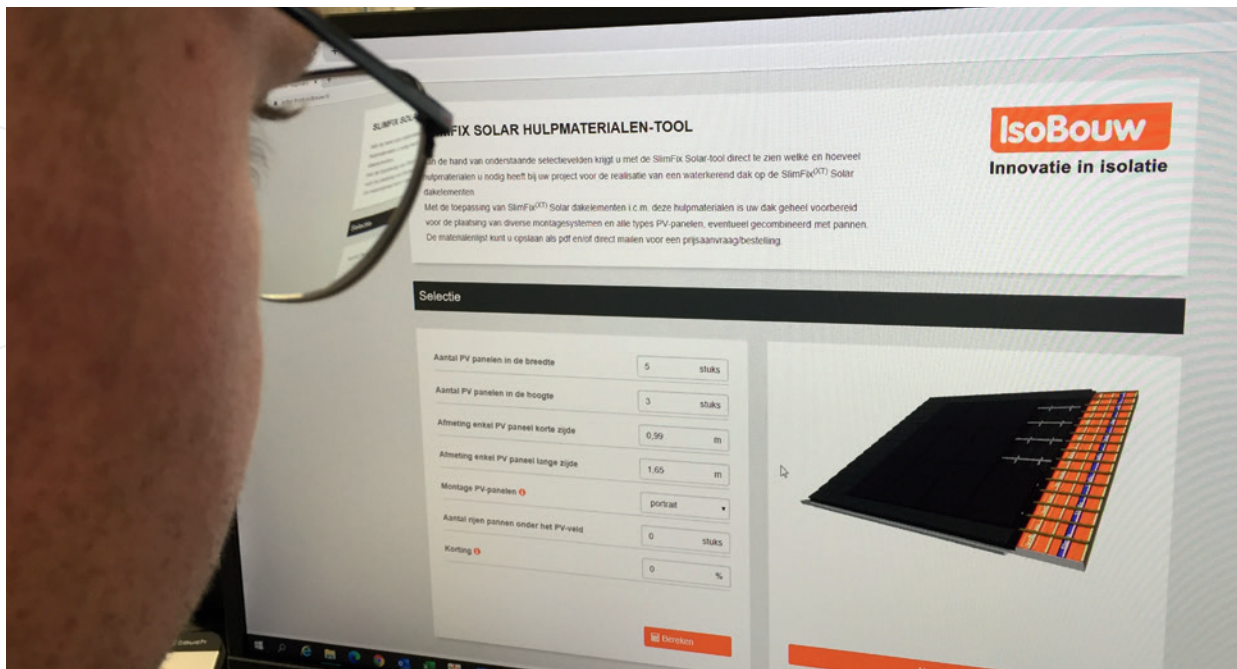 SLIMFIX SOL
FIX SOLAR HULPMATERIALEN-TOOL
de hand van onderstaande selectievelden krijgt u met de SlimFix Solar-tool direct te zien welke en hoeveel
hulpmaterialen u nodig heeft bij uw project voor de realisatie van een waterkerend dak op de SlimFix(XT) Solar
dakelementen
Met de toepassing van SlimFix(XT) Solar dakelementen i.c.m. deze hulpmaterialen is uw dak geheel voorbereid
voor de plaatsing van diverse montagesystemen en alle types PV-panelen, eventueel gecombineerd met pannen.
De materialenlijst kunt u opslaan als pdf en/of direct mailen voor een prijsaanvraag/bestelling.
IsoBouw
Innovatie in isolatie
Selectie
Selectie
Aantal PV panelen in de breedte 5 stuks
Aantal PV panelen in de hoogte 3 stuks
Afmeting enkel PV paneel korte zijde 0,99 m
Afmeting enkel PV paneel lange zijde 1,65 m
Montage PV-panelen portrait
Aantal rijen pannen onder het PV-veld 0 stuks
Korting 0 %
Bereken